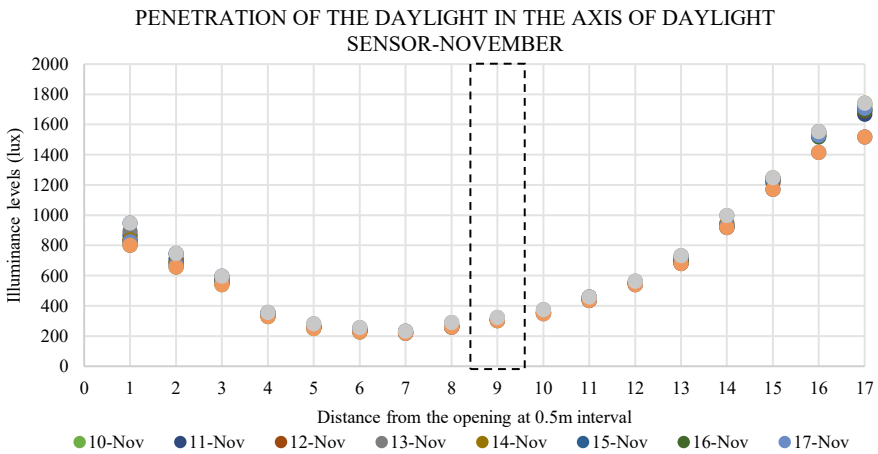 PENETRATION OF THE DAYLIGHT IN THE AXIS OF DAYLIGHT
SENSOR-NOVEMBER
2000
1800
1600
1400
1200
1000
800
600
400
200
0
Illuminance levels (lux)
0 1 2 3 4 5 6 7 8 9 10 11 12 13 14 15 16 17
Distance from the opening at 0.5m interval
10-Nov 11-Nov 12-Nov 13-Nov 14-Nov 15-Nov 16-Nov 17-Nov